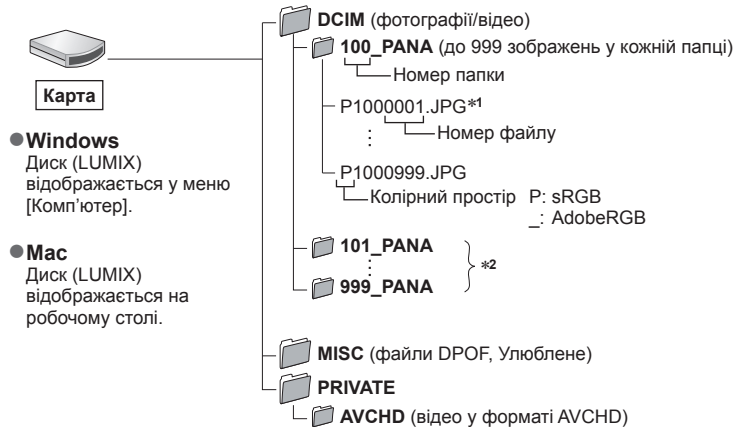 DCIM (фотографії/відео)
100_PANA (до 999 зображень у кожній папці)
Номер папки
Карта
P1000001.JPG*1
Номер файлу
●Windows
Диск (LUMIX)
відображається у меню
[Комп’ютер].
P1000999.JPG
Колірний простір P: sRGB
_: AdobeRGB
●Mac
Диск (LUMIX)
відображається на
робочому столі.
101_PANA
*2
999_PANA
MISC (файли DPOF, Улюблене)
PRIVATE
AVCHD (відео у форматі AVCHD)